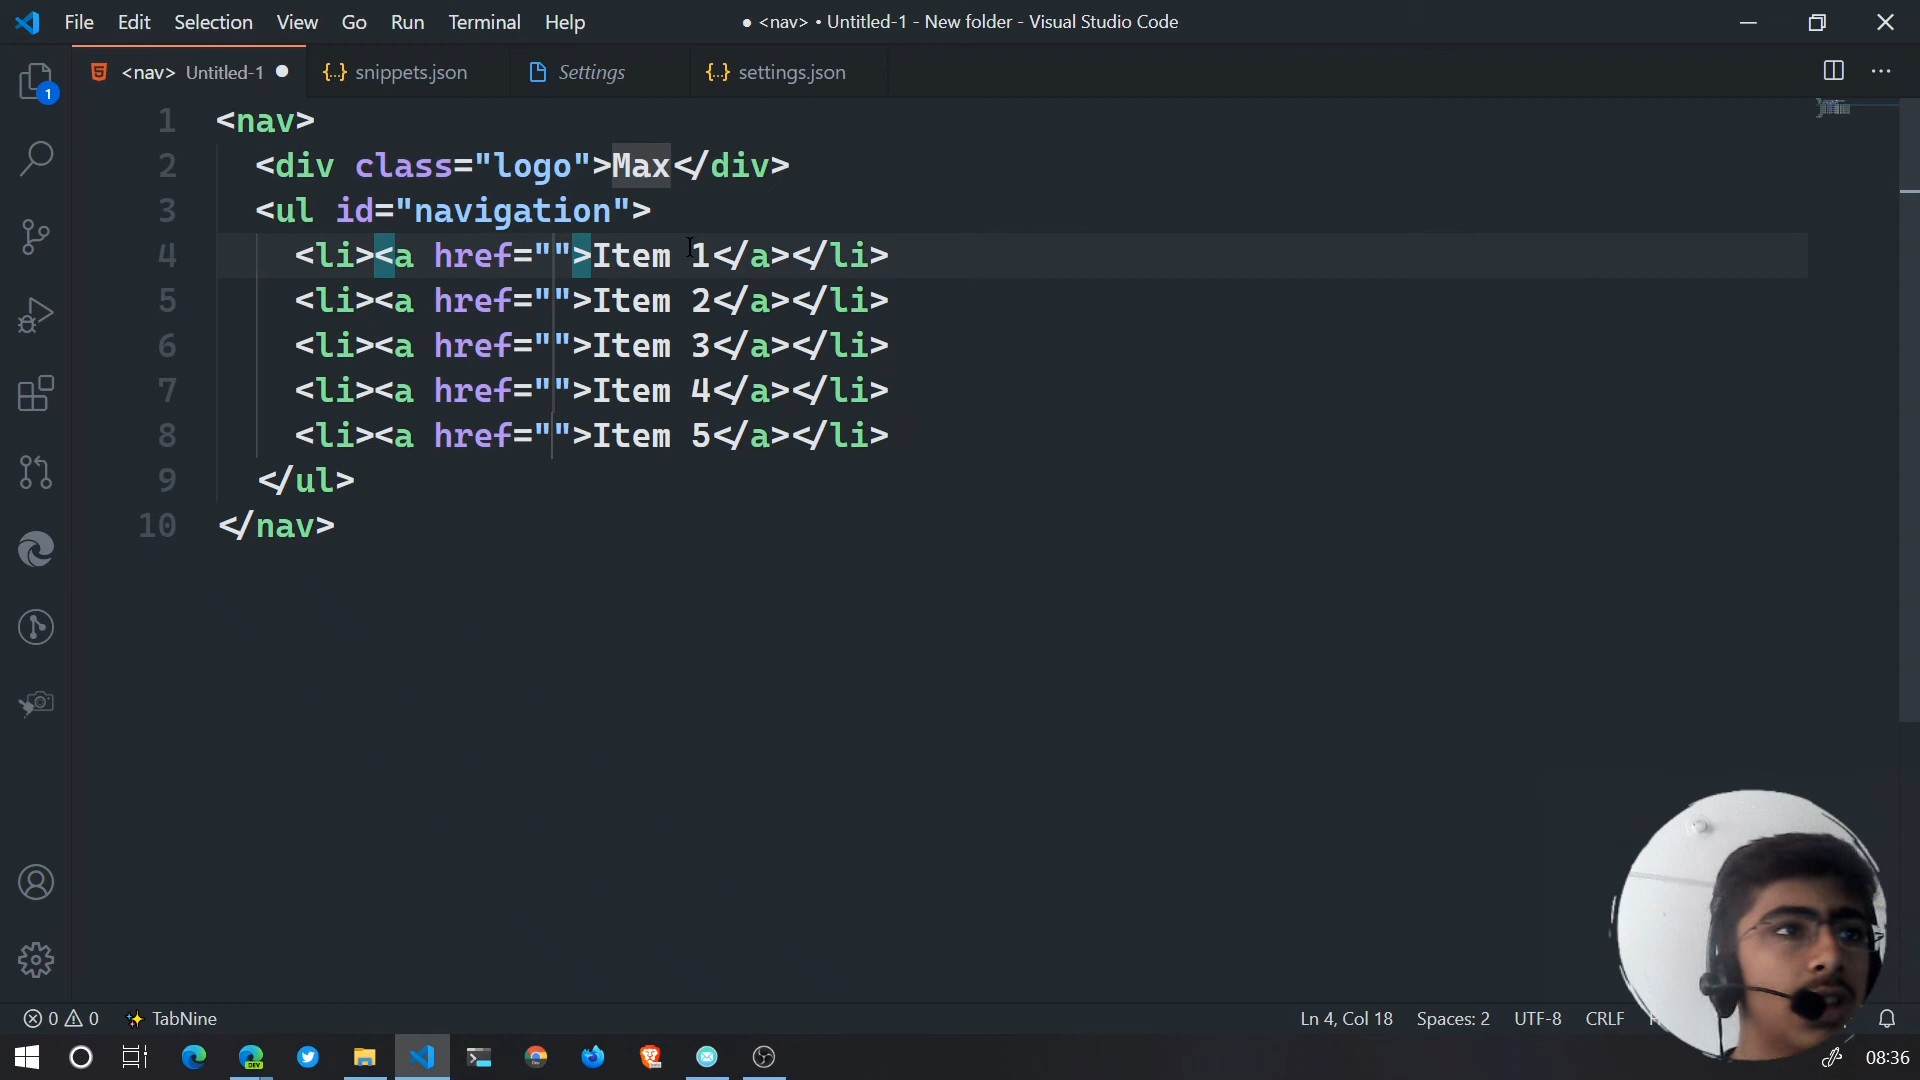 File Edit Selection View Go Run Terminal Help
● <nav> • Untitled-1 - New folder - Visual Studio Code
<nav> Untitled-1 ●
{..} snippets.json
Settings
{..} settings.json
1
1 <nav>
2 <div class="logo">Max</div>
3 <ul id="navigation">
4 <li><a href="">Item 1</a></li>
5 <li><a href="">Item 2</a></li>
6 <li><a href="">Item 3</a></li>
7 <li><a href="">Item 4</a></li>
8 <li><a href="">Item 5</a></li>
9 </ul>
10 </nav>
0 0 TabNine
Ln 4, Col 18 Spaces: 2 UTF-8 CRLF
DEV
08:36